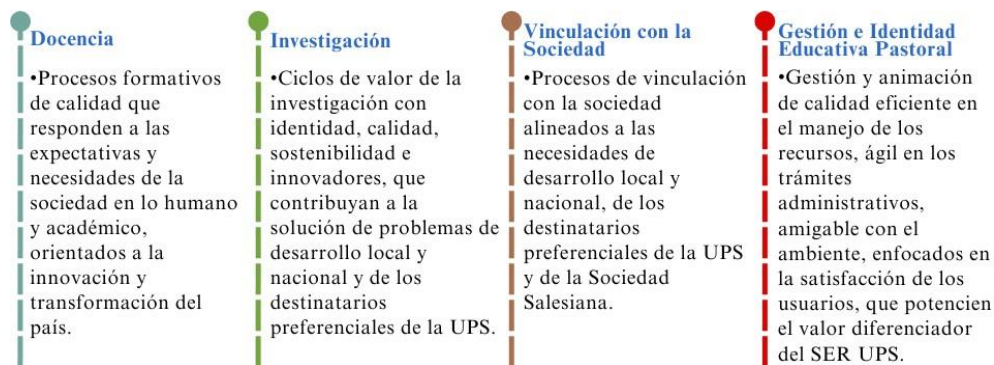 Docencia
•Procesos formativos
de calidad que
responden a las
expectativas y
necesidades de la
sociedad en lo humano
y académico,
orientados a la
innovación y
transformación del
país.
Investigación
•Ciclos de valor de la
investigación con
identidad, calidad,
sostenibilidad e
innovadores, que
contribuyan a la
solución de problemas de
desarrollo local y
nacional y de los
destinatarios
preferenciales de la UPS.
Vinculación con la
Sociedad
•Procesos de vinculación
con la sociedad
alineados a las
necesidades de
desarrollo local y
nacional, de los
destinatarios
preferenciales de la UPS
y de la Sociedad
Salesiana.
Gestión e Identidad
Educativa Pastoral
•Gestión y animación
de calidad eficiente en
el manejo de los
recursos, ágil en los
trámites
administrativos,
amigable con el
ambiente, enfocados en
la satisfacción de los
usuarios, que potencien
el valor diferenciador
del SER UPS.